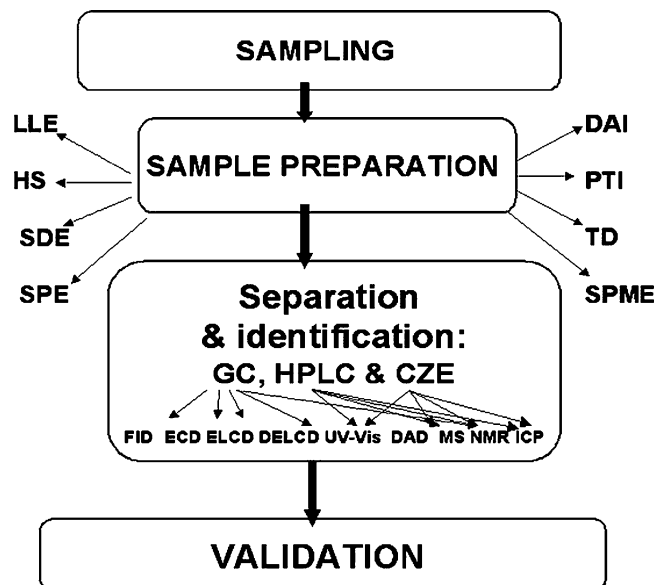 SAMPLING
LLE
HS
SDE
SPE
SAMPLE PREPARATION
DAI
PTI
TD
SPME
Separation
& identification:
GC, HPLC & CZE
FID ECD ELCD DELCD UV-Vis DAD MS NMR ICP
VALIDATION